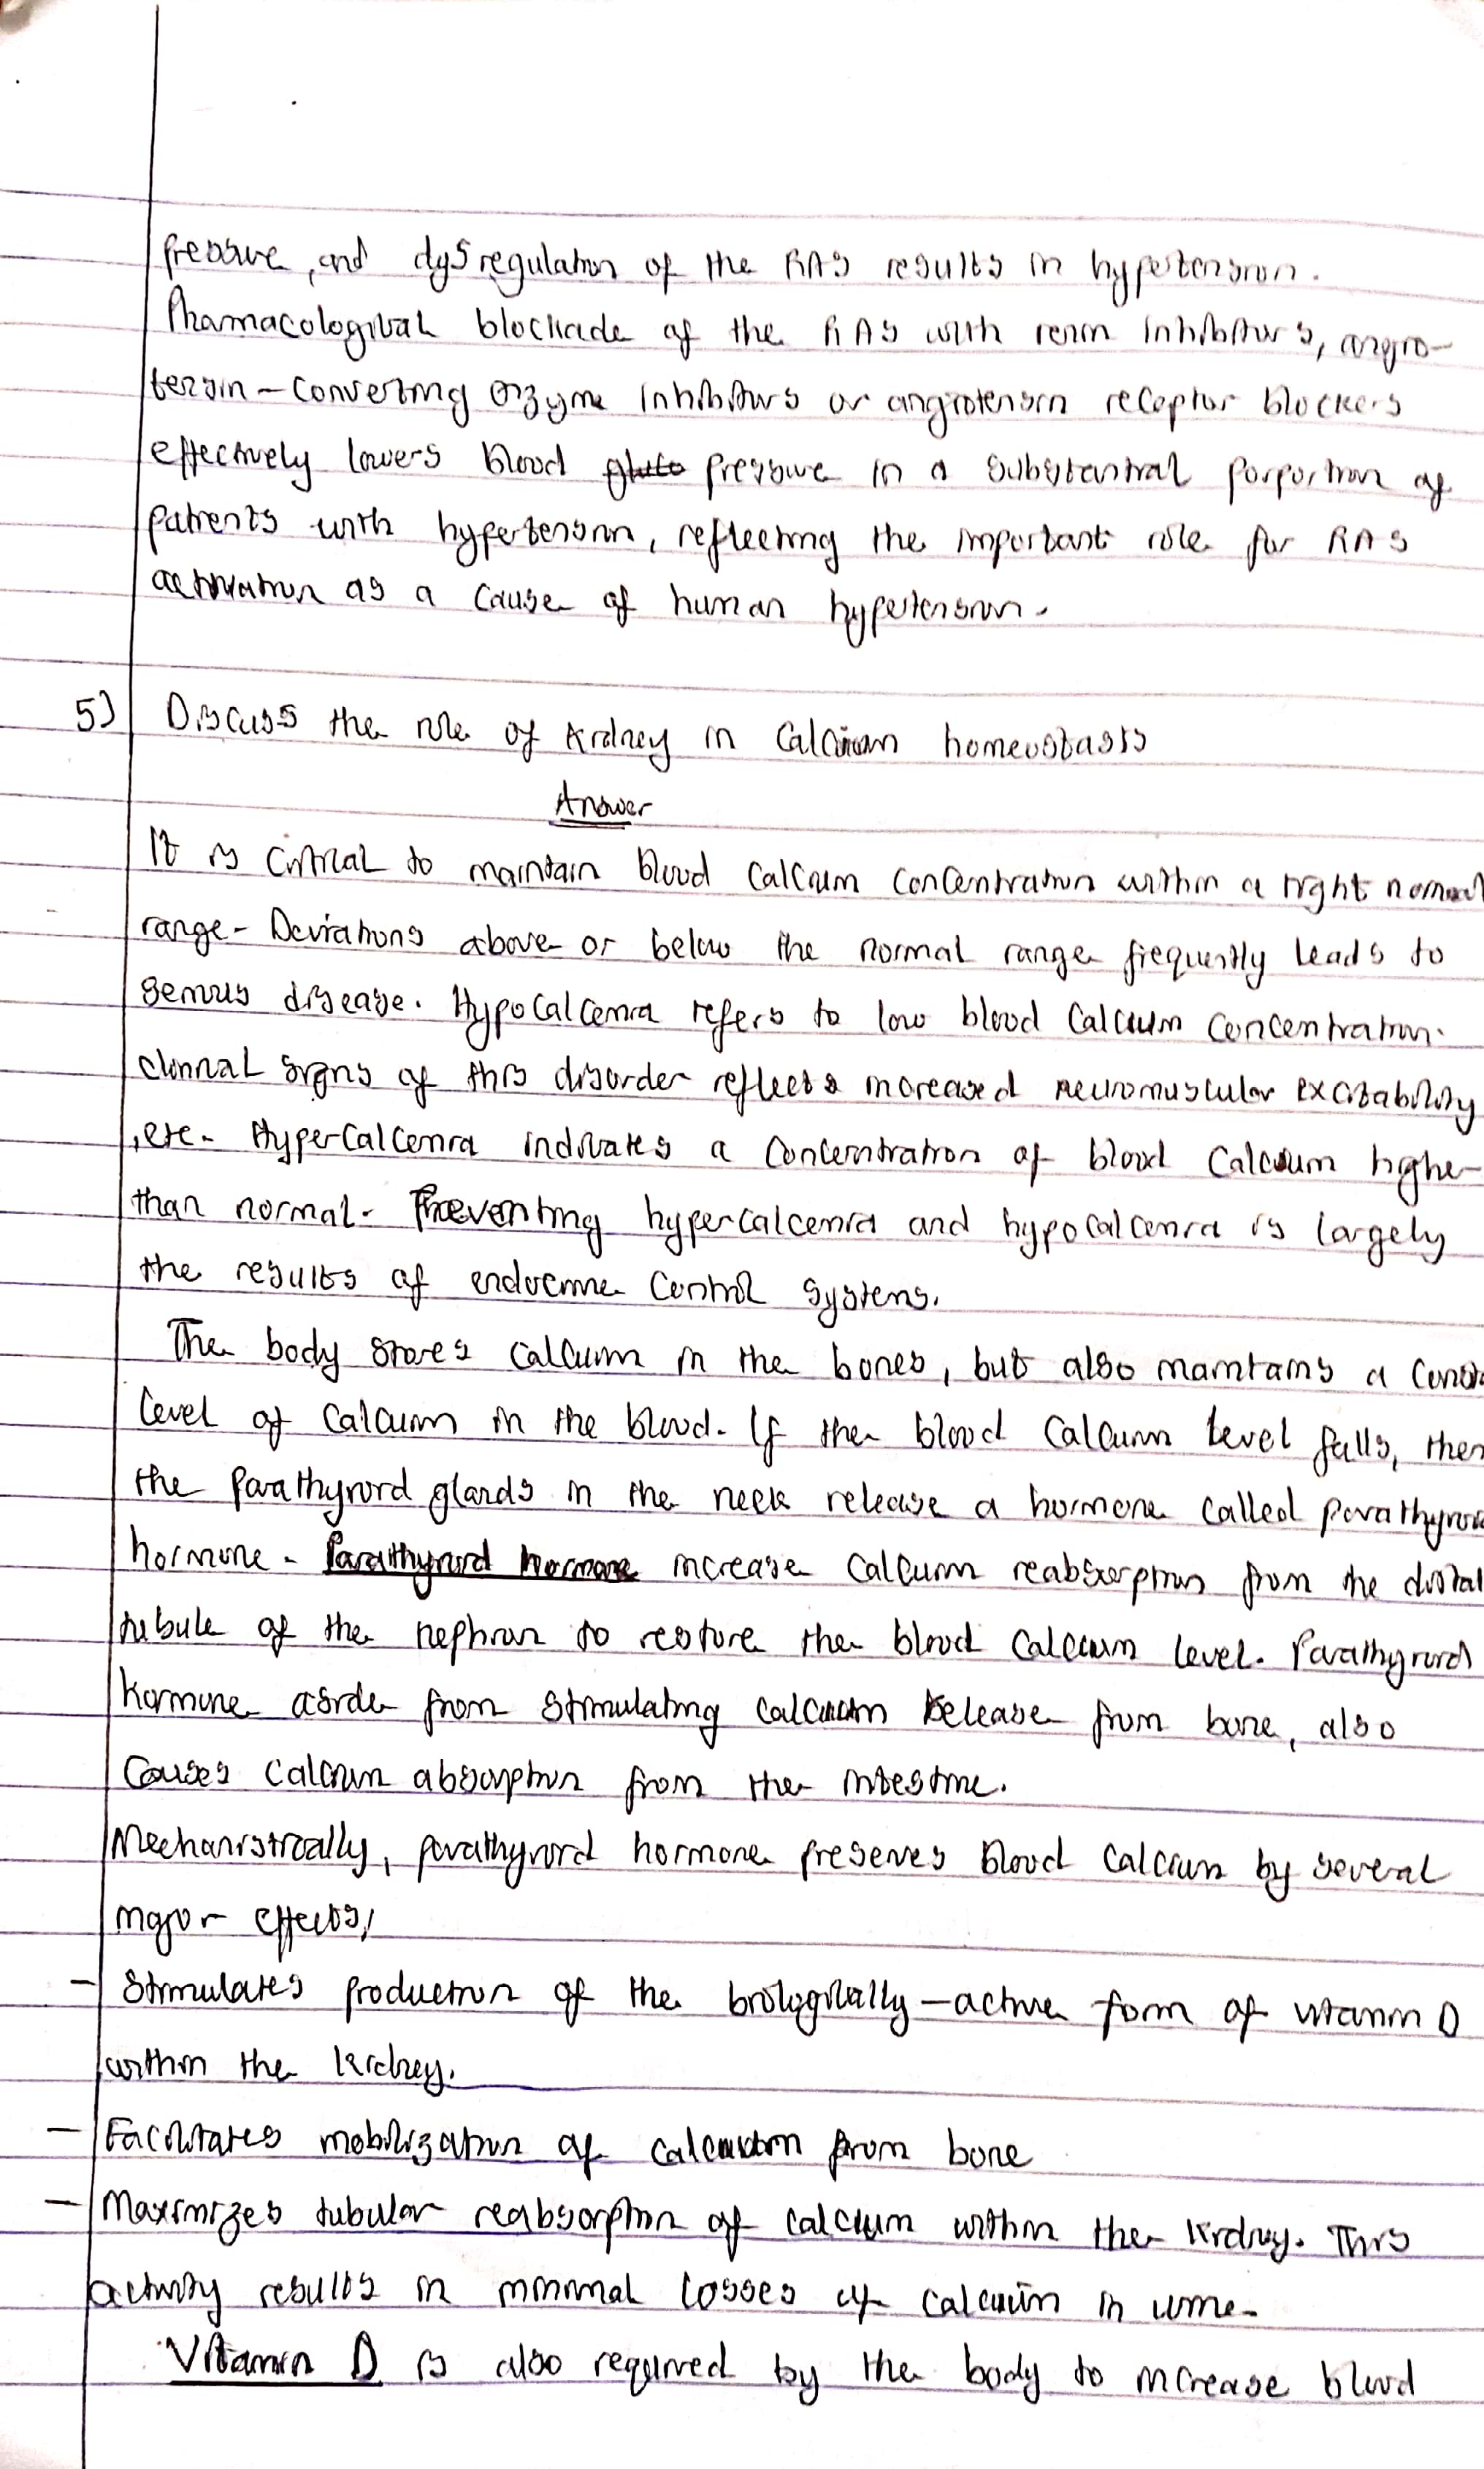 pressure, and dysregulation of the RAS results in hypertension.
Phamacological blockade of the RAS with renin inhibitors, angio-
tensin-converting enzyme inhibitors or angiotensin receptor blockers
effectively lowers blood pressure in a substantial porportion of
patients with hypertension, reflecting the important role for RAS
activation as a cause of human hypertension.
5) Discuss the role of kidney in Calcium homeostasis
Answer
It is critical to maintain blood calcium concentration within a tight normal
range- Deviations above or below the normal range frequently leads to
serious disease. Hypocalcemia refers to low blood calcium concentration.
clinical signs of this disorder reflects increased neuromuscular excitability
,etc- Hypercalcemia indicates a concentration of blood calcium highe-
than normal- Preventing hypercalcemia and hypocalcemia is largely
the results of endocrine control systems.
The body stores calcium in the bones, but also maintains a const
level of calcium in the blood. If the blood calcium level falls, then
the parathyroid glands in the neck release a hormone called parathyroi
hormone - Parathyroid hormone increase calcium reabsorption from the distal
tubule of the nephron to restore the blood calcium level. Parathyroid
hormone aside from stimulating calcium release from bone, also
causes calcium absorption from the intestine.
Mechanistically, parathyroid hormone preserves blood calcium by several
major effects;
- Stimulates production of the biologically-active form of vitamin D
within the kidney.
- Facilitates mobilization of calcium from bone
- Maximizes tubular reabsorption of calcium within the kidney. This
activity results in minimal losses of calcium in urine-
Vitamin D is also required by the body to increase blood